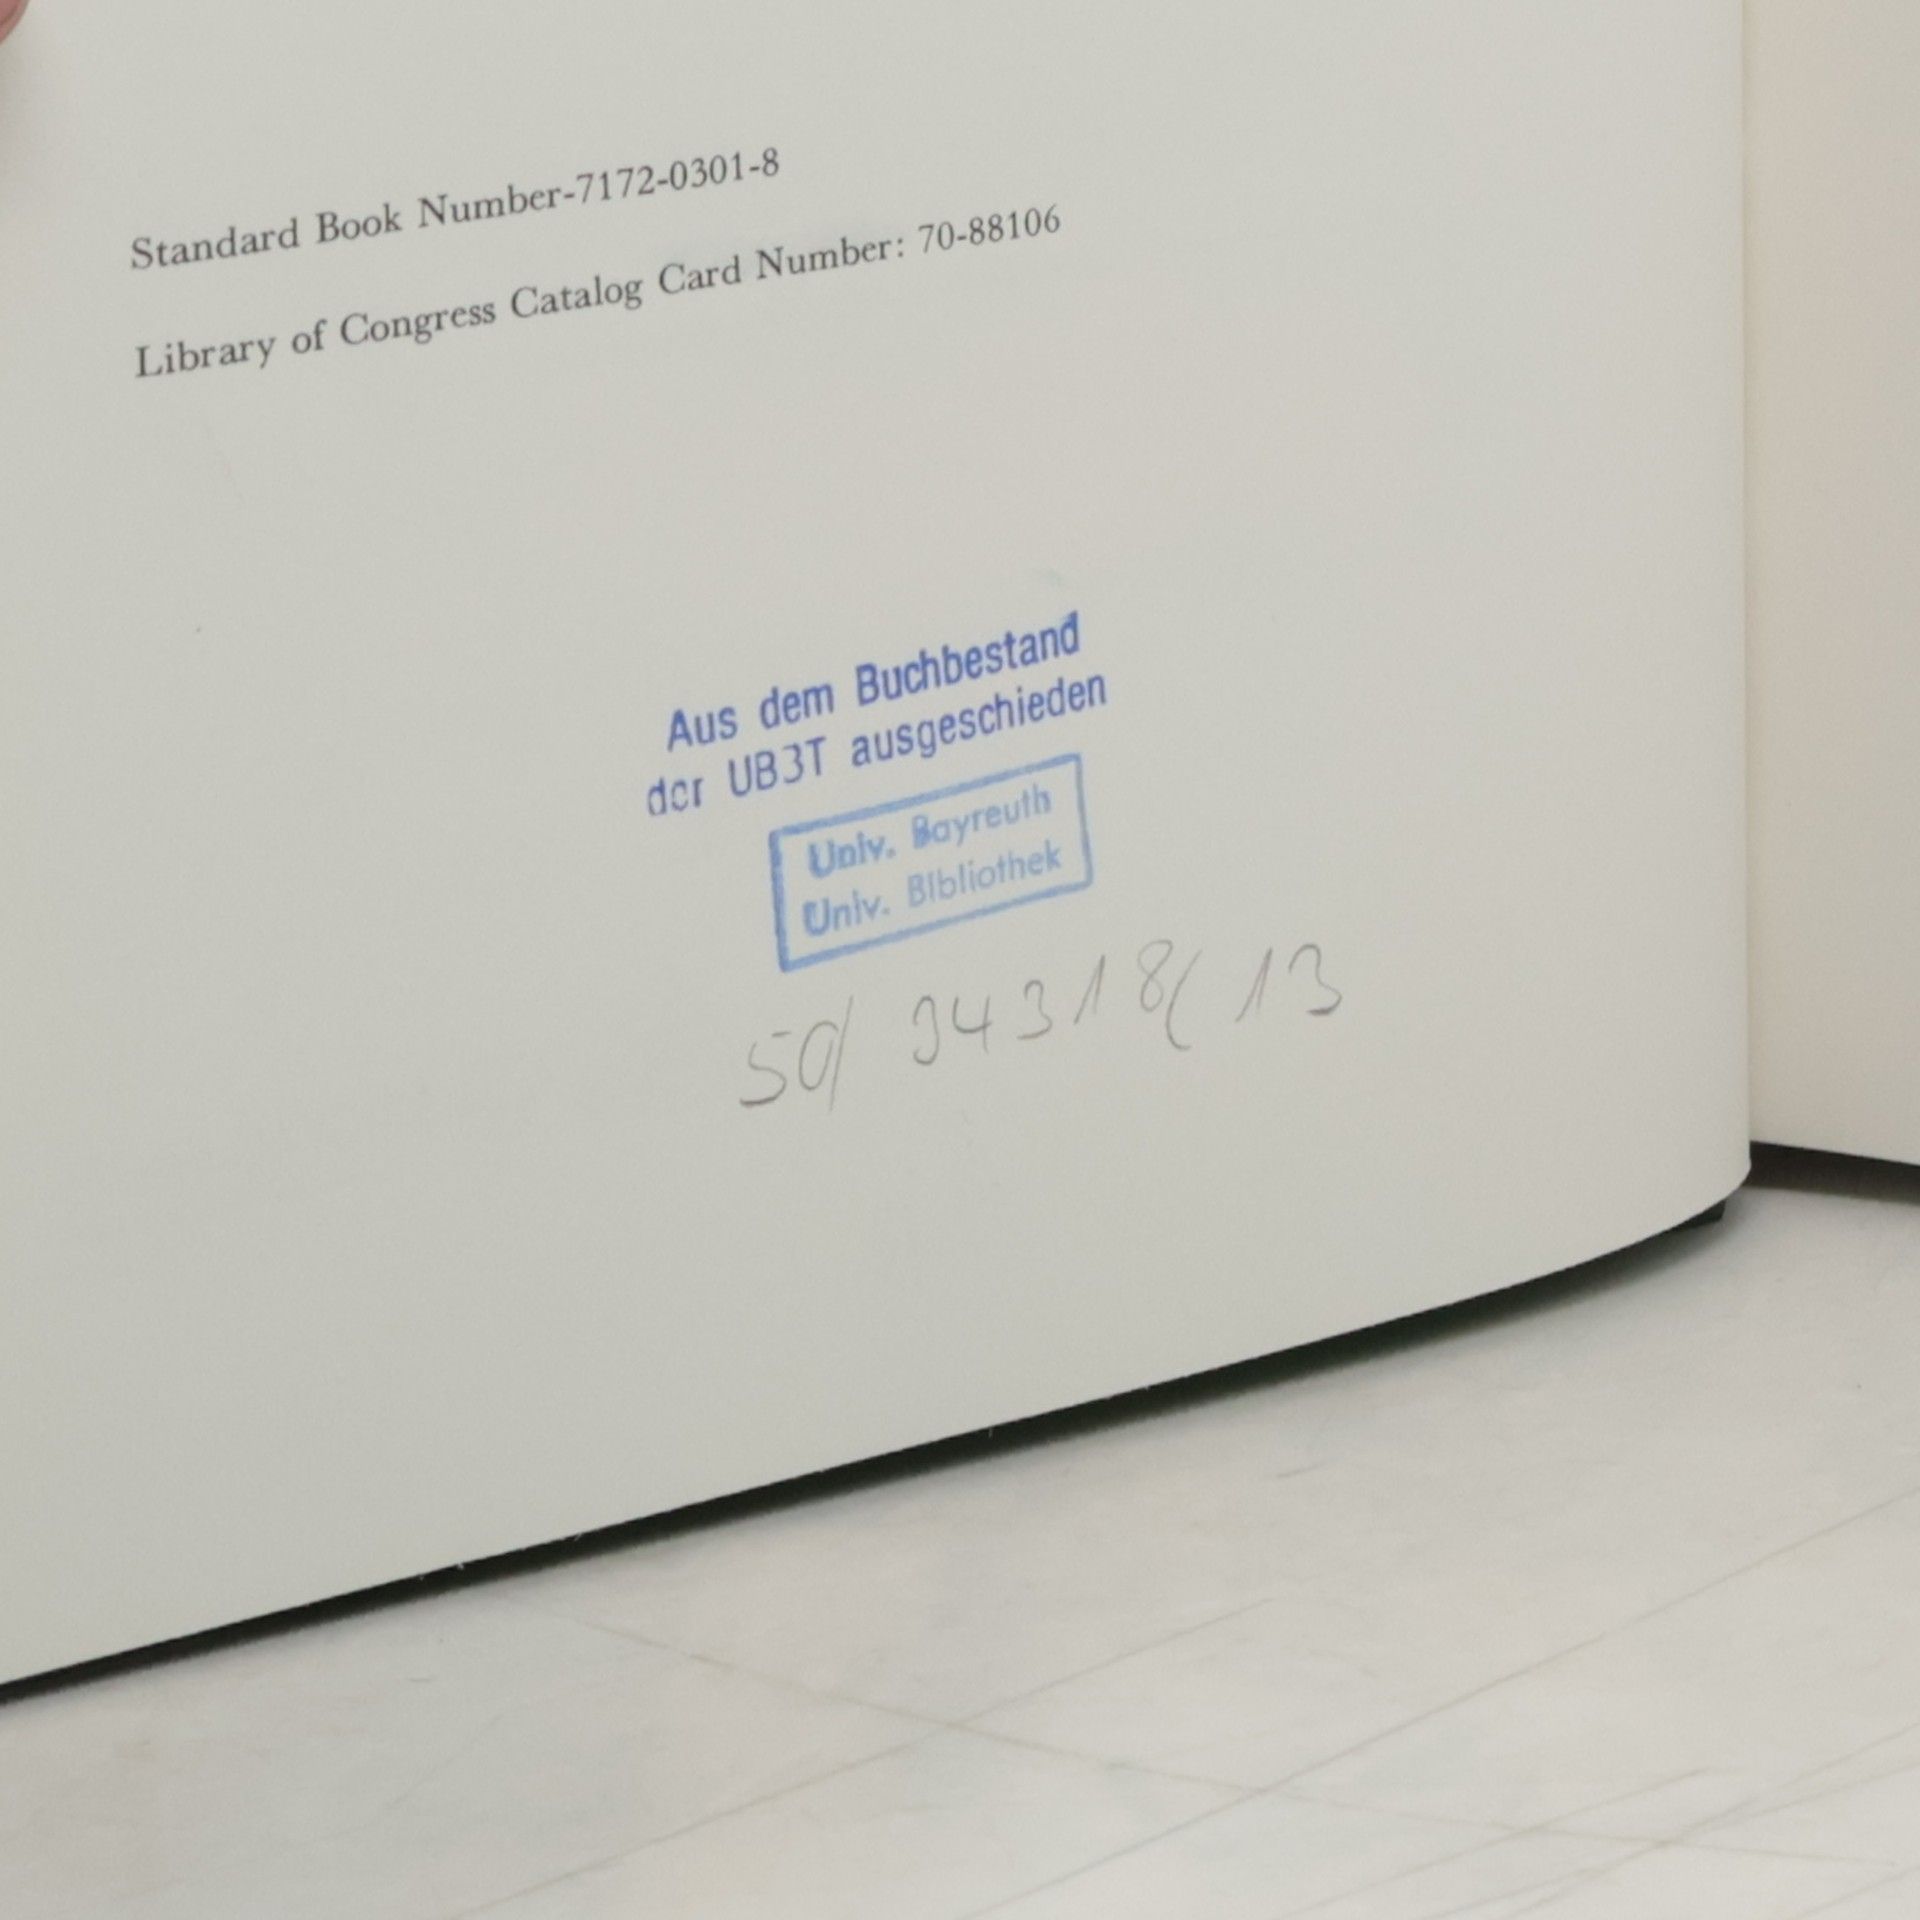 Standard Book Number-7172-0301-8
Library of Congress Catalog Card Number: 70-88106
Aus dem Buchbestand
der UB3T ausgeschieden
Univ. Bayreuth
Univ. Bibliothek
50/ 94318( 13